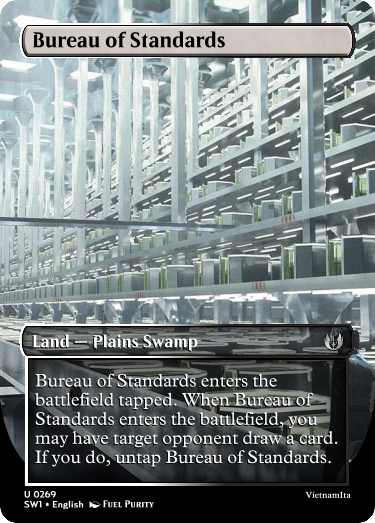 Bureau of Standards
Land — Plains Swamp
Bureau of Standards enters the
battlefield tapped. When Bureau of
Standards enters the battlefield, you
may have target opponent draw a card.
If you do, untap Bureau of Standards.
U 0269
SW1 • English Fuel Purity
VietnamIta